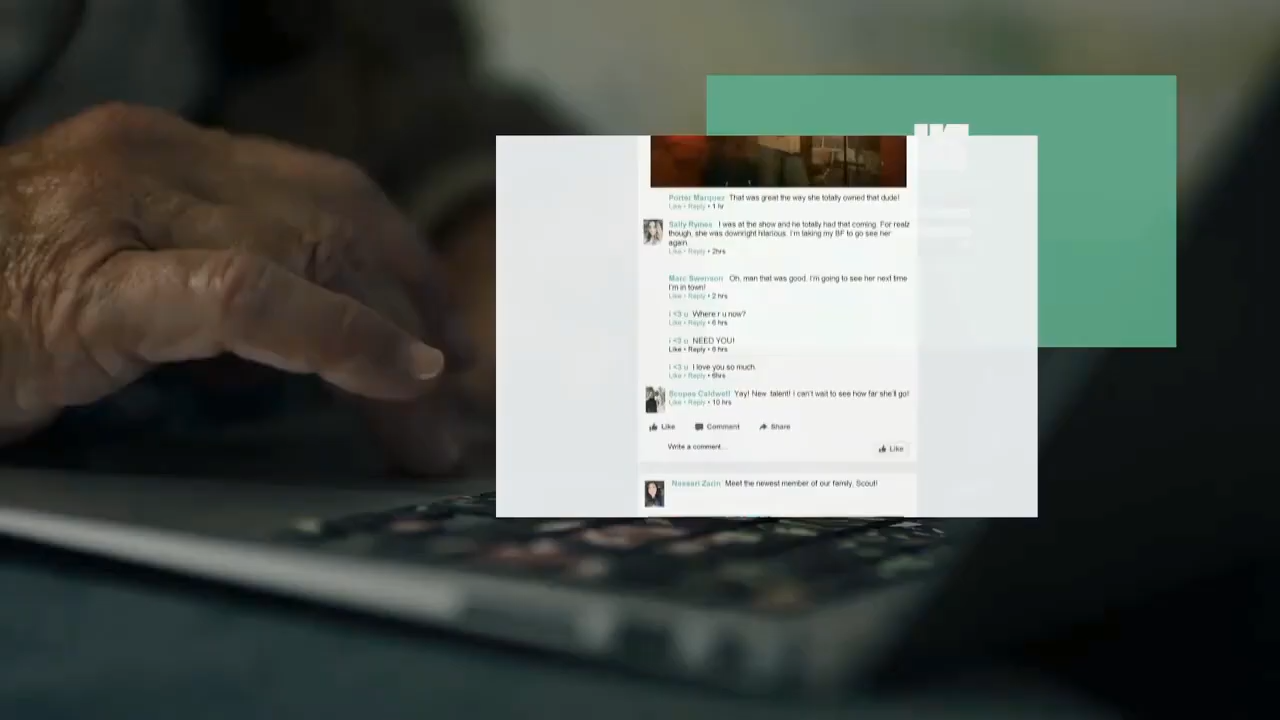 Porter Marquez That was great the way she totally owned that dude!
Like • Reply • 1 hr
Sally Rymes I was at the show and he totally had that coming. For realz
though, she was downright hilarious. I'm taking my BF to go see her
again.
Like • Reply • 2hrs
Marc Swenson Oh, man that was good. I'm going to see her next time
I'm in town!
Like • Reply • 2 hrs
i <3 u Where r u now?
Like • Reply • 6 hrs
i <3 u NEED YOU!
Like • Reply • 6 hrs
i <3 u I love you so much.
Like • Reply • 6hrs
Caldwell Yay! New talent! I can't wait to see how far she'll go!
Like • Reply • 10 hrs
Like Comment Share
Write a comment...
Like
Zarin Meet the newest member of our family, Scout!